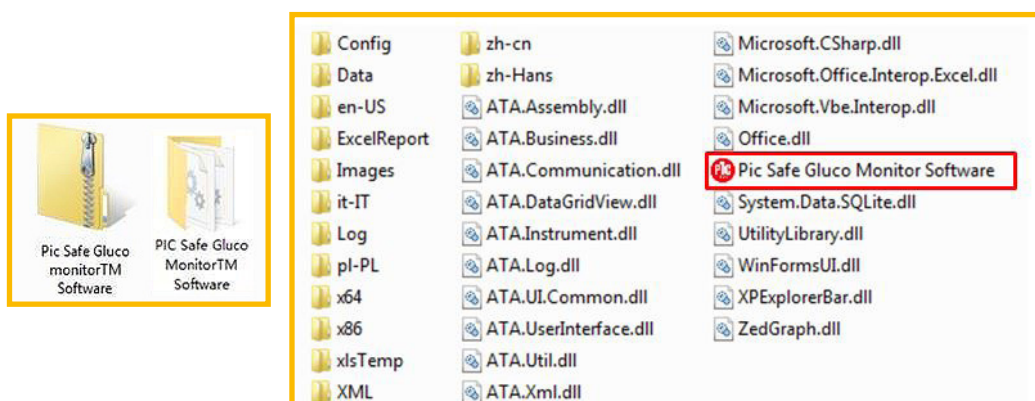 Pic Safe Gluco
monitorTM
Software
PIC Safe Gluco
MonitorTM
Software
Config
Data
en-US
ExcelReport
Images
it-IT
Log
pl-PL
x64
x86
xlsTemp
XML
zh-cn
zh-Hans
ATA.Assembly.dll
ATA.Business.dll
ATA.Communication.dll
ATA.DataGridView.dll
ATA.Instrument.dll
ATA.Log.dll
ATA.UI.Common.dll
ATA.UserInterface.dll
ATA.Util.dll
ATA.Xml.dll
Microsoft.CSharp.dll
Microsoft.Office.Interop.Excel.dll
Microsoft.Vbe.Interop.dll
Office.dll
PiC Pic Safe Gluco Monitor Software
System.Data.SQLite.dll
UtilityLibrary.dll
WinFormsUI.dll
XPExplorerBar.dll
ZedGraph.dll